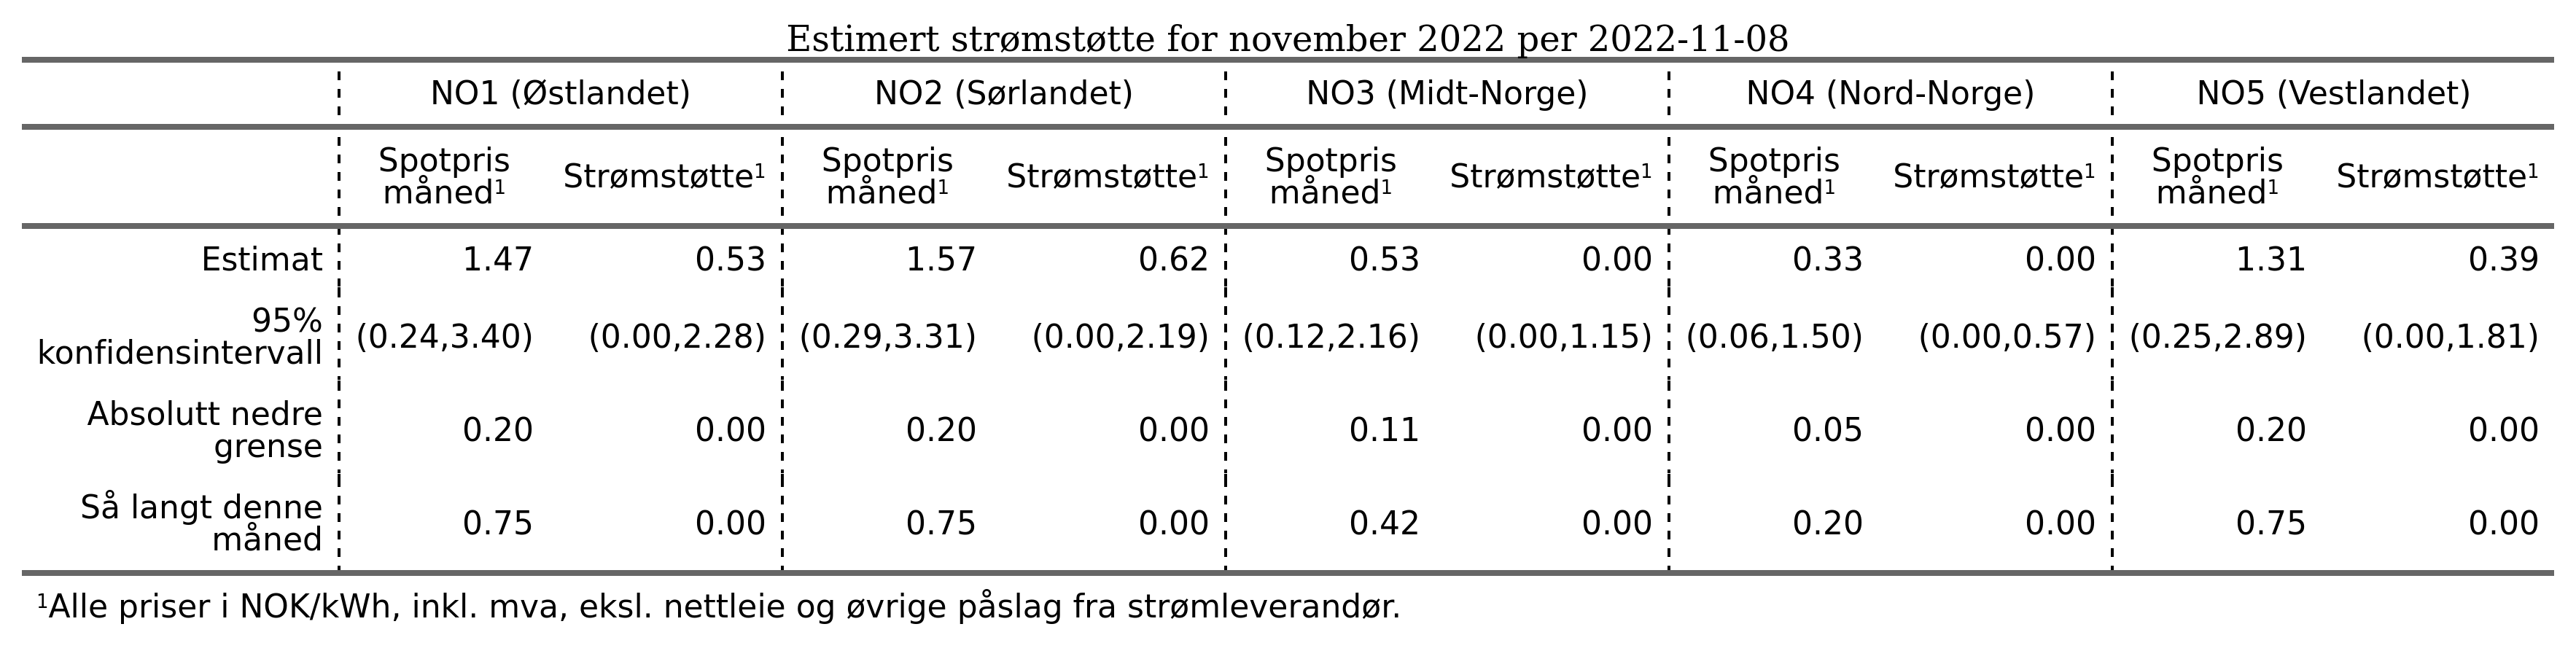 Estimert strømstøtte for november 2022 per 2022-11-08
NO1 (Østlandet) NO2 (Sørlandet) NO3 (Midt-Norge) NO4 (Nord-Norge) NO5 (Vestlandet)
Spotpris måned¹ Strømstøtte¹ Spotpris måned¹ Strømstøtte¹ Spotpris måned¹ Strømstøtte¹ Spotpris måned¹ Strømstøtte¹ Spotpris måned¹ Strømstøtte¹
Estimat 1.47 0.53 1.57 0.62 0.53 0.00 0.33 0.00 1.31 0.39
95% konfidensintervall (0.24,3.40) (0.00,2.28) (0.29,3.31) (0.00,2.19) (0.12,2.16) (0.00,1.15) (0.06,1.50) (0.00,0.57) (0.25,2.89) (0.00,1.81)
Absolutt nedre grense 0.20 0.00 0.20 0.00 0.11 0.00 0.05 0.00 0.20 0.00
Så langt denne måned 0.75 0.00 0.75 0.00 0.42 0.00 0.20 0.00 0.75 0.00
¹Alle priser i NOK/kWh, inkl. mva, eksl. nettleie og øvrige påslag fra strømleverandør.